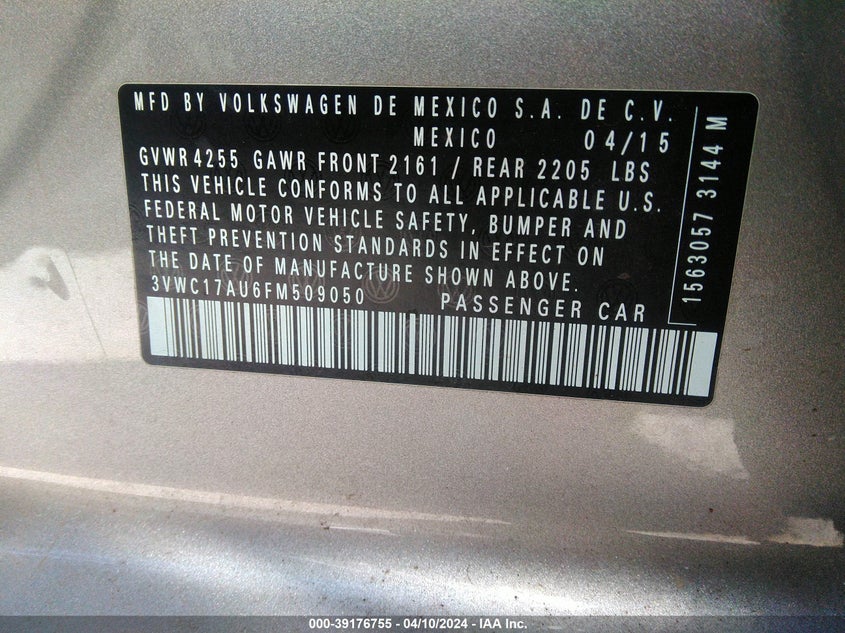 MFD BY VOLKSWAGEN DE MEXICO S.A. DE C.V.
MEXICO 04/15
GVWR 4255 GAWR FRONT 2161 / REAR 2205 LBS
THIS VEHICLE CONFORMS TO ALL APPLICABLE U.S.
FEDERAL MOTOR VEHICLE SAFETY, BUMPER AND
THEFT PREVENTION STANDARDS IN EFFECT ON
THE DATE OF MANUFACTURE SHOWN ABOVE.
3VWC17AU6FM509050 PASSENGER CAR
1563057 3144 M
000-39176755 - 04/10/2024 - IAA Inc.